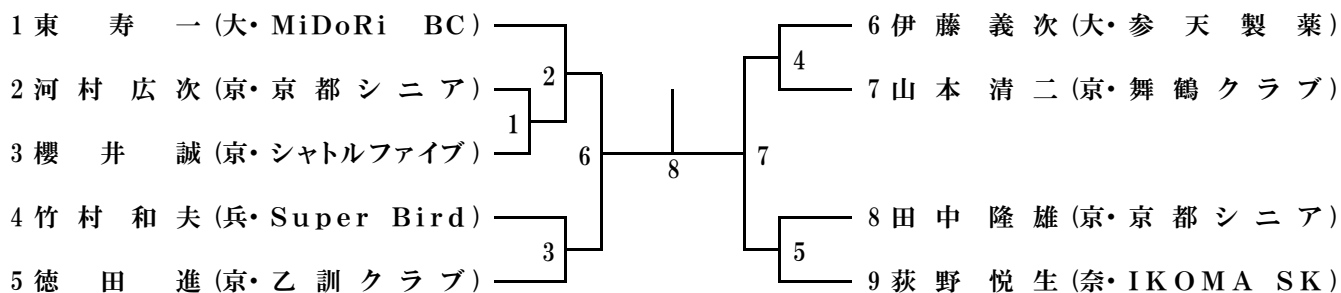 1 東 寿 一 (大・MiDoRi BC)
2 河 村 広 次 (京・京 都 シ ニ ア)
3 櫻 井 誠 (京・シャトルファイブ)
4 竹 村 和 夫 (兵・Super Bird)
5 徳 田 進 (京・乙 訓 ク ラ ブ)
2
1
6
3
8
4
7
5
6 伊 藤 義 次 (大・参 天 製 薬)
7 山 本 清 二 (京・舞 鶴 ク ラ ブ)
8 田 中 隆 雄 (京・京 都 シ ニ ア)
9 荻 野 悦 生 (奈・IKOMA SK)